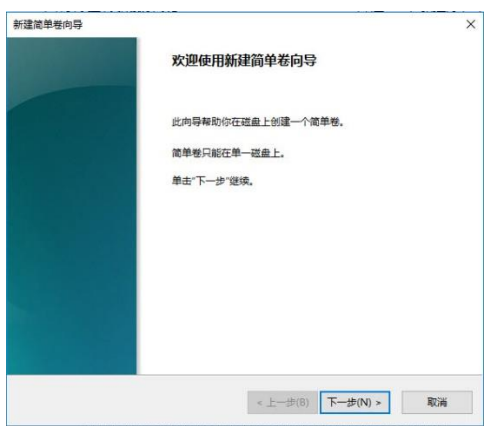 新建简单卷向导
欢迎使用新建简单卷向导
此向导帮助你在磁盘上创建一个简单卷。
简单卷只能在单一磁盘上。
单击"下一步"继续。
< 上一步(B) 下一步(N) > 取消